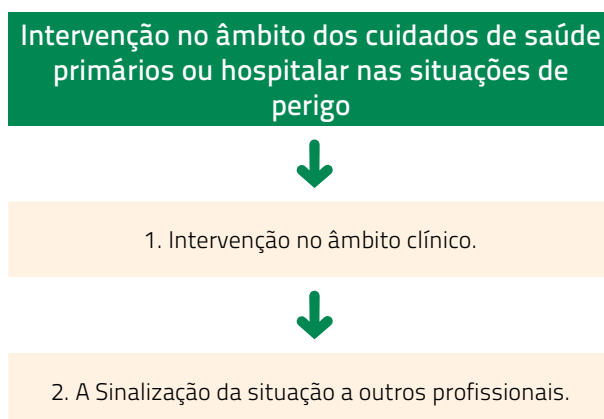 Intervenção no âmbito dos cuidados de saúde
primários ou hospitalar nas situações de
perigo
1. Intervenção no âmbito clínico.
2. A Sinalização da situação a outros profissionais.